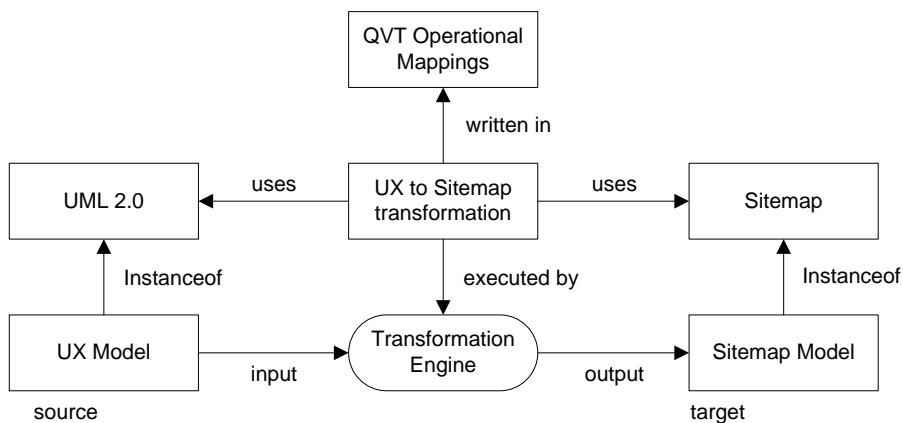 QVT Operational
Mappings
written in
uses
uses
UML 2.0
UX to Sitemap
transformation
Sitemap
Instanceof
executed by
Instanceof
UX Model
Transformation
Engine
Sitemap Model
input
output
source
target